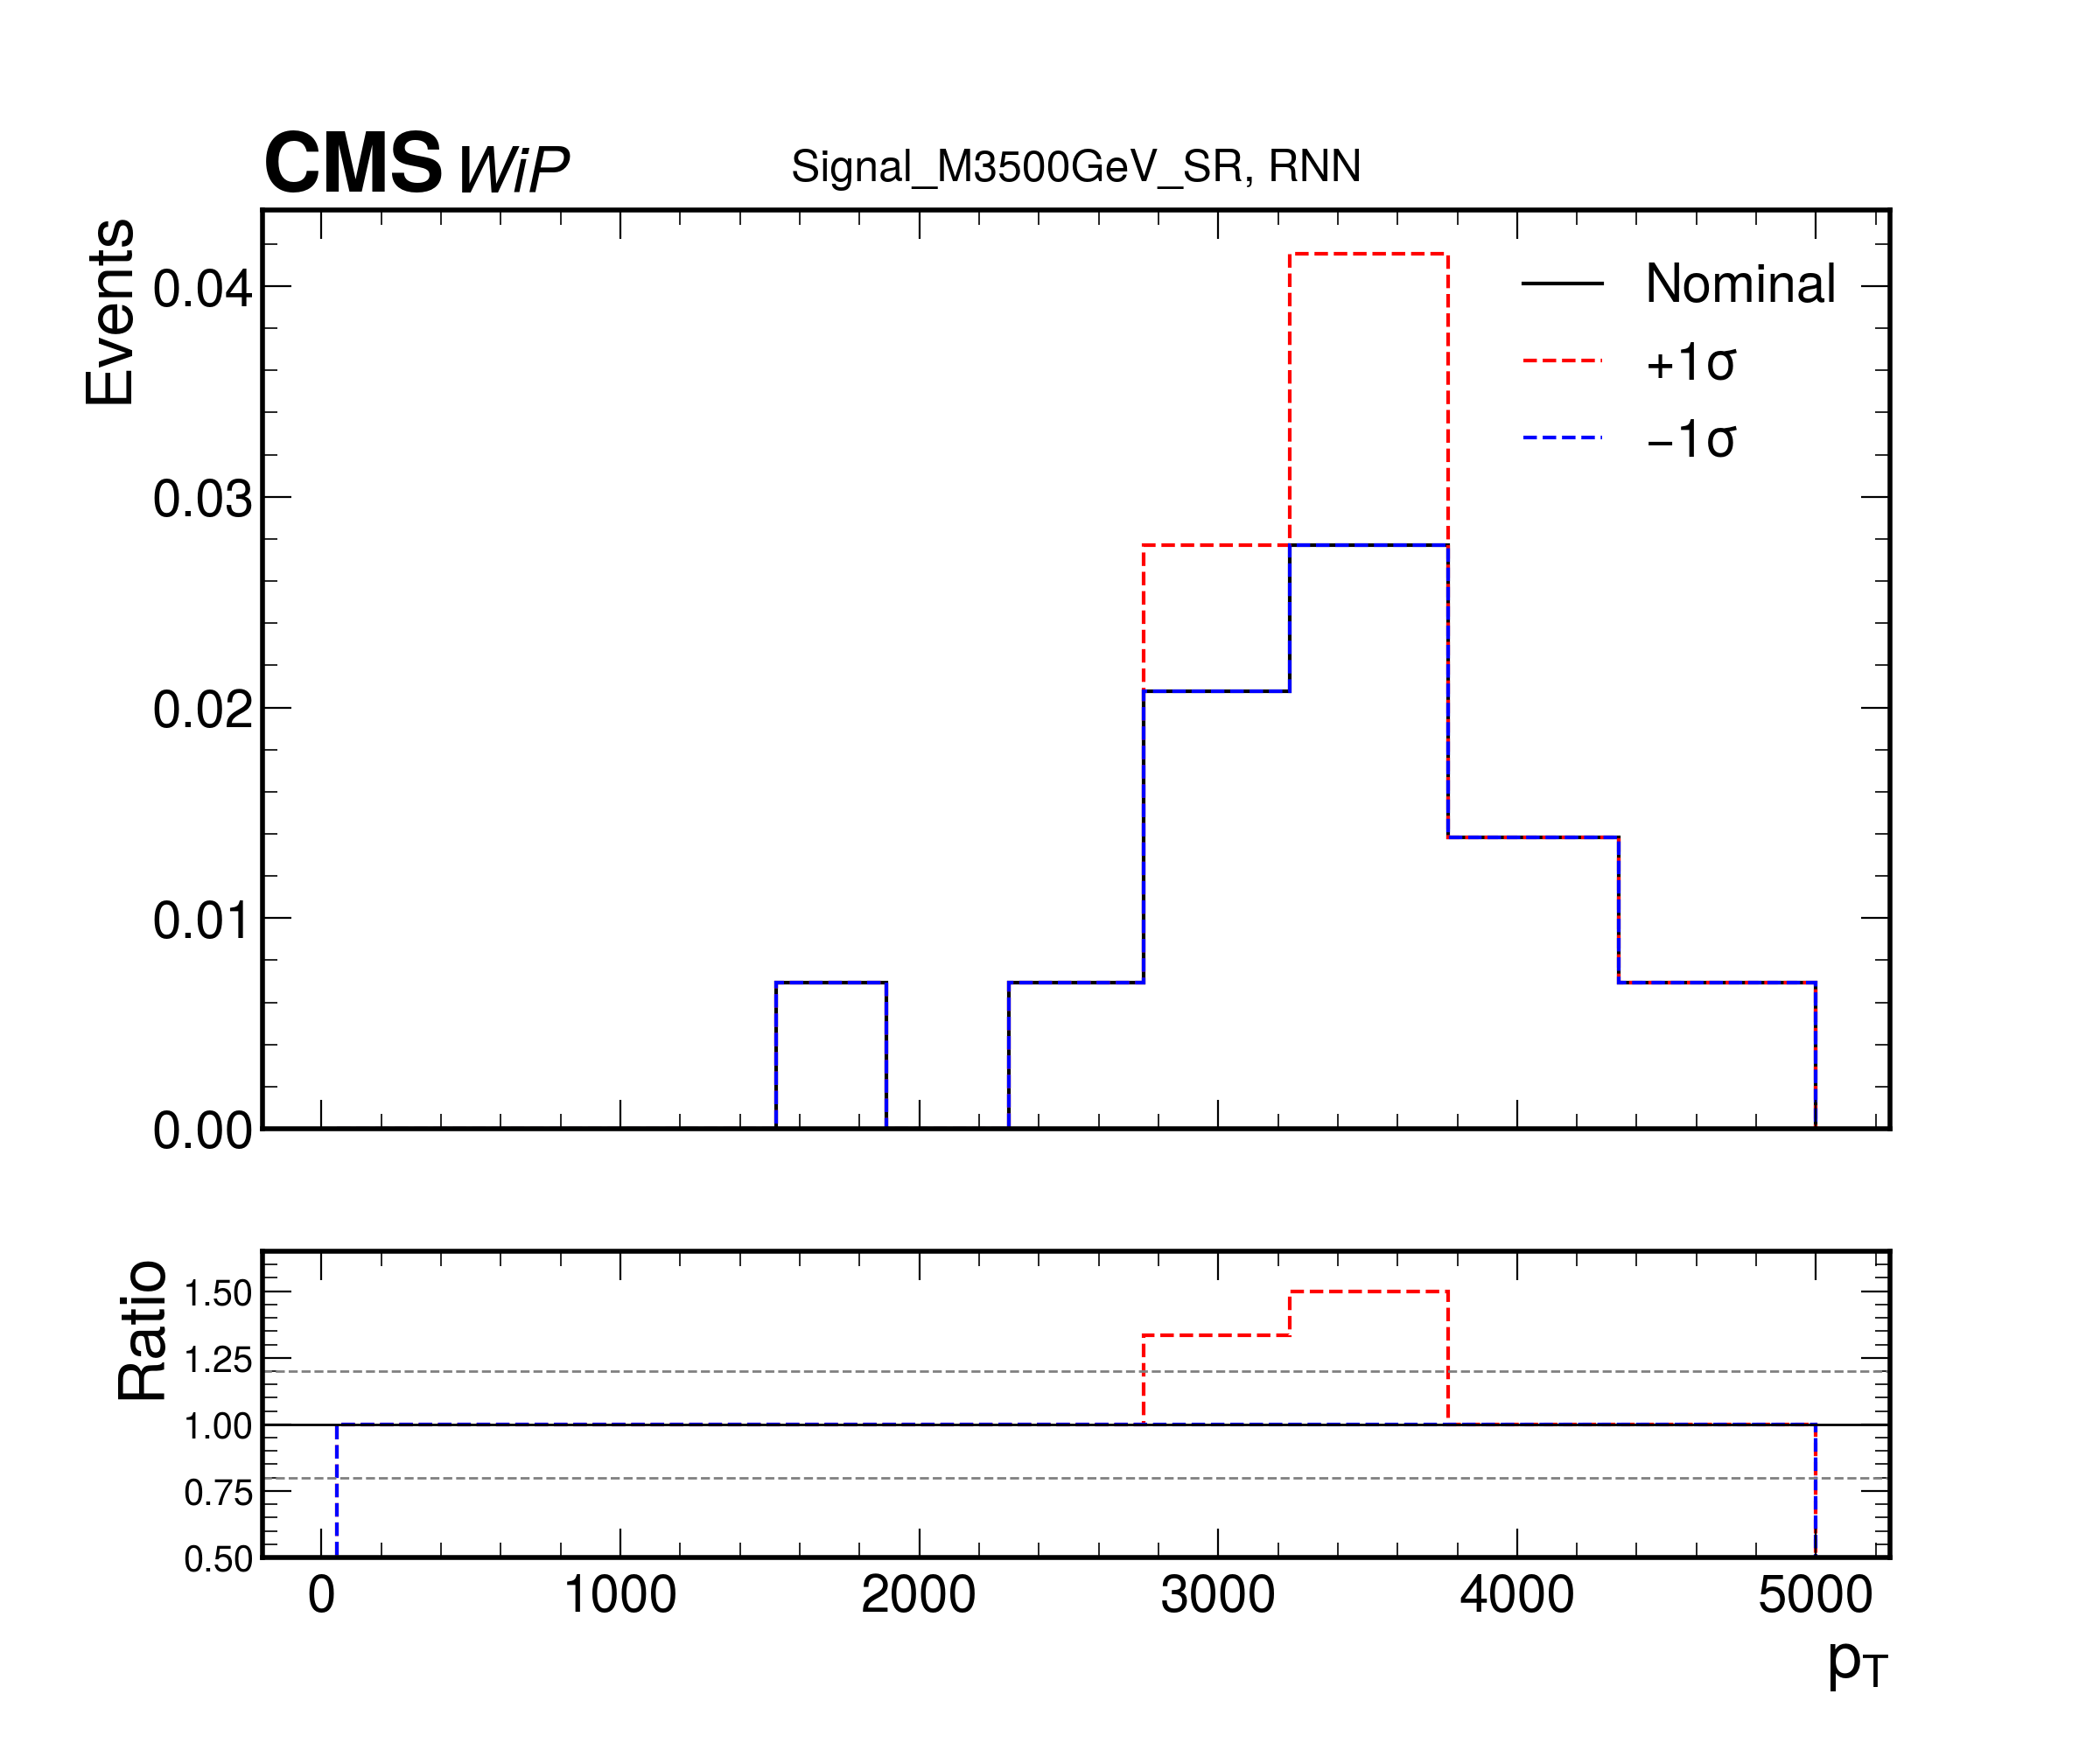 CMS WiP
Signal_M3500GeV_SR, RNN
Events
0.04
0.03
0.02
0.01
0.00
Nominal
+1σ
−1σ
Ratio
1.50
1.25
1.00
0.75
0.50
0 1000 2000 3000 4000 5000
pT